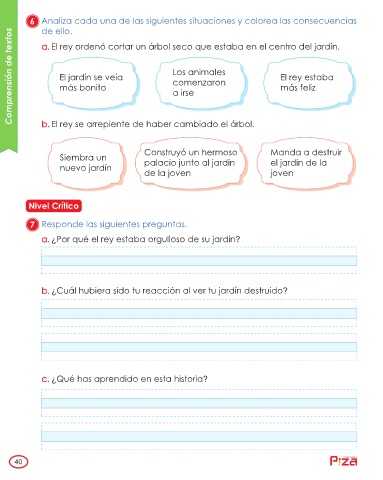 Comprensión de textos
6 Analiza cada una de las siguientes situaciones y colorea las consecuencias
de ello.
a. El rey ordenó cortar un árbol seco que estaba en el centro del jardín.
El jardín se veía
más bonito
Los animales
comenzaron
a irse
El rey estaba
más feliz
b. El rey se arrepiente de haber cambiado el árbol.
Siembra un
nuevo jardín
Construyó un hermoso
palacio junto al jardín
de la joven
Manda a destruir
el jardín de la
joven
Nivel Crítico
7 Responde las siguientes preguntas.
a. ¿Por qué el rey estaba orgulloso de su jardín?
b. ¿Cuál hubiera sido tu reacción al ver tu jardín destruido?
c. ¿Qué has aprendido en esta historia?
40